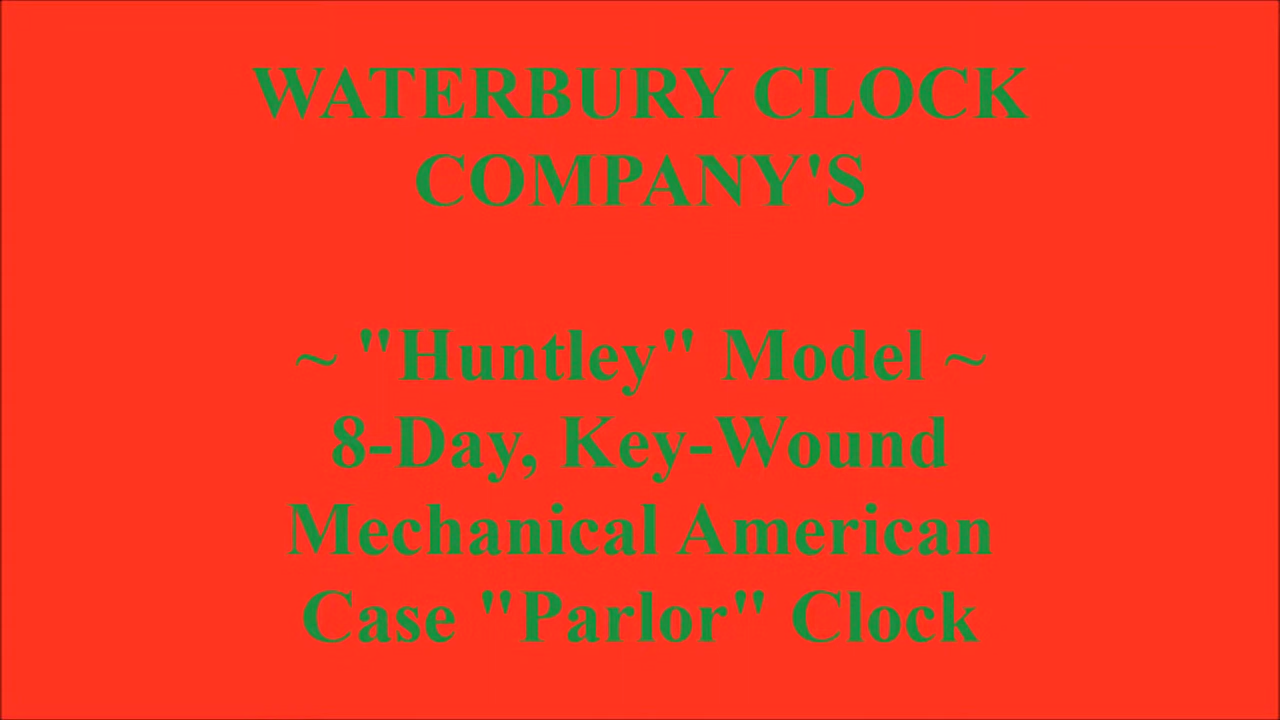 WATERBURY CLOCK
COMPANY'S
~ "Huntley" Model ~
8-Day, Key-Wound
Mechanical American
Case "Parlor" Clock